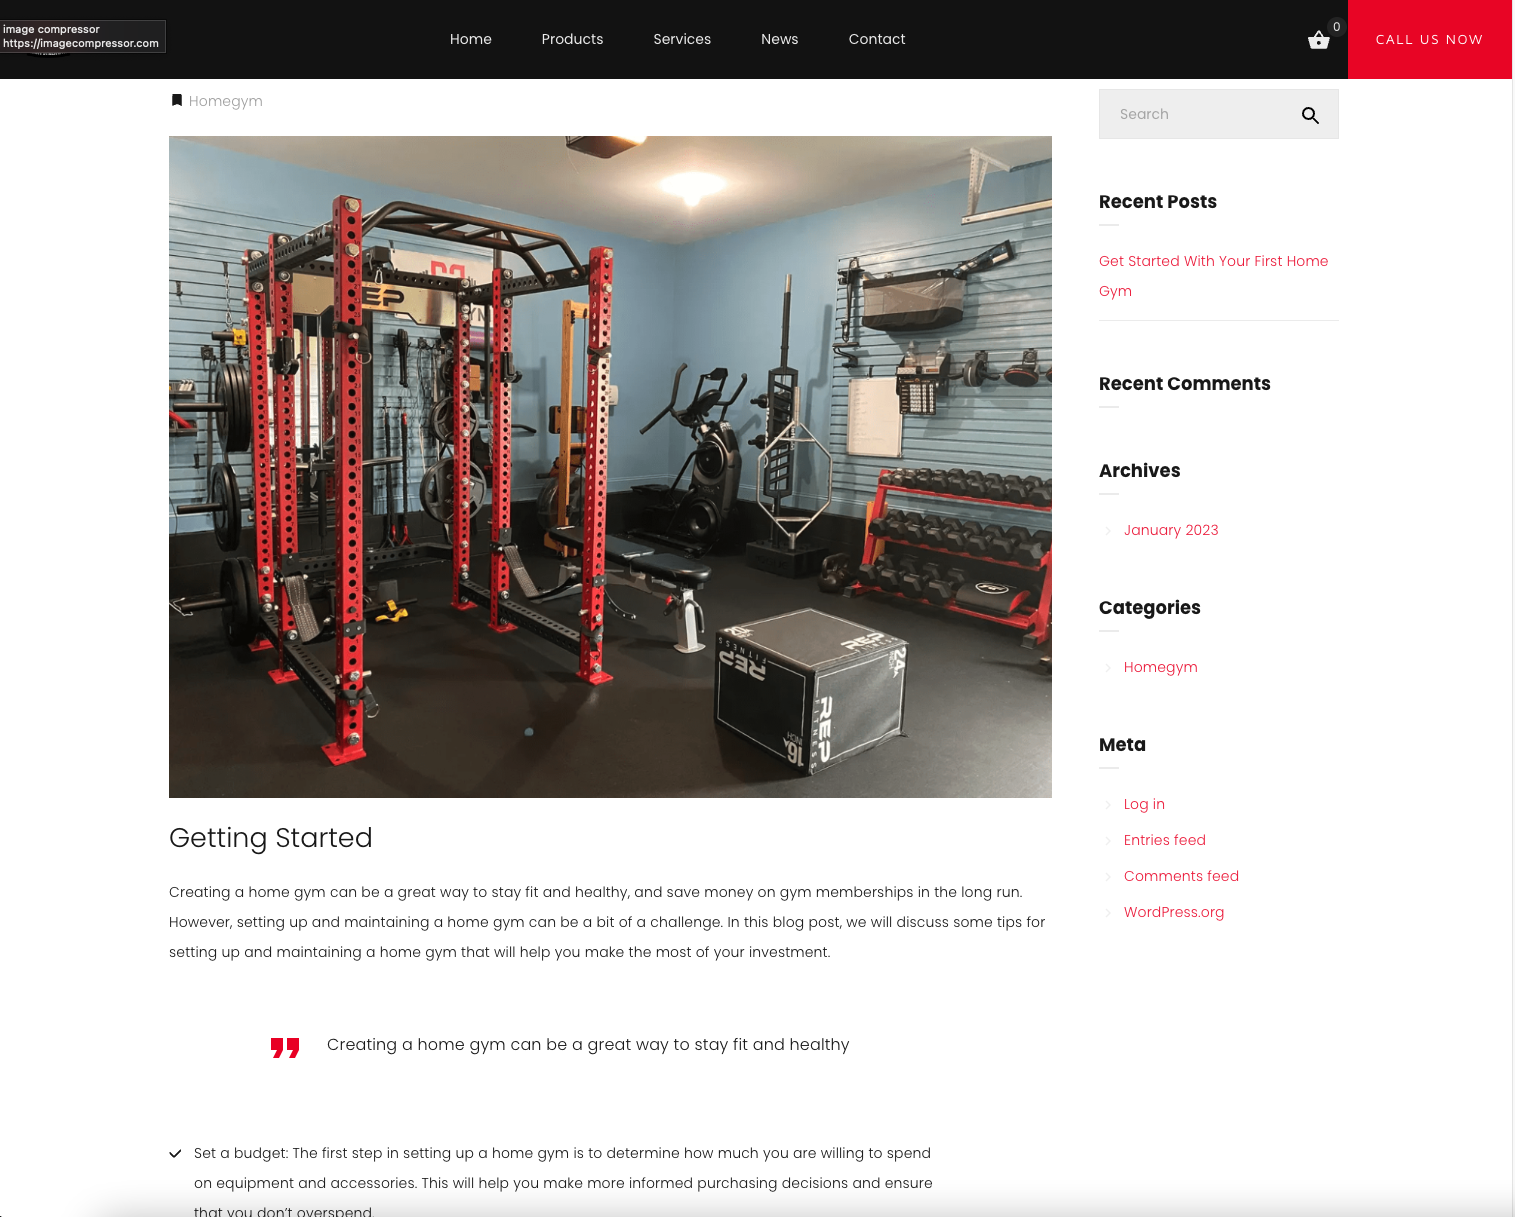 image compressor
https://imagecompressor.com
Home
Products
Services
News
Contact
0
CALL US NOW
Homegym
Search
REP
REP
FITNESS
REP
FITNESS
REP
24
INCH
16
INCH
Getting Started
Creating a home gym can be a great way to stay fit and healthy, and save money on gym memberships in the long run.
However, setting up and maintaining a home gym can be a bit of a challenge. In this blog post, we will discuss some tips for
setting up and maintaining a home gym that will help you make the most of your investment.
Creating a home gym can be a great way to stay fit and healthy
Set a budget: The first step in setting up a home gym is to determine how much you are willing to spend
on equipment and accessories. This will help you make more informed purchasing decisions and ensure
that you don't overspend.
Recent Posts
Get Started With Your First Home
Gym
Recent Comments
Archives
January 2023
Categories
Homegym
Meta
Log in
Entries feed
Comments feed
WordPress.org